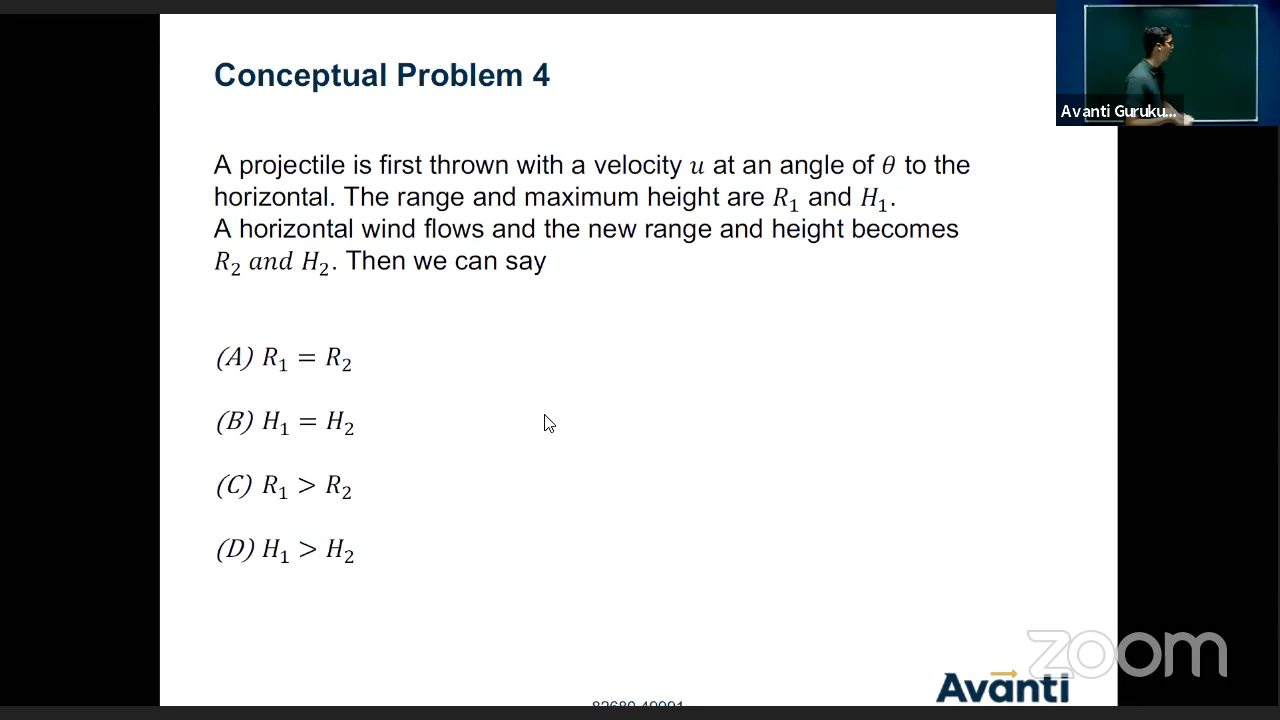 Conceptual Problem 4
Avanti Guruku...
A projectile is first thrown with a velocity 𝑢 at an angle of 𝜃 to the
horizontal. The range and maximum height are 𝑅₁ and 𝐻₁.
A horizontal wind flows and the new range and height becomes
𝑅₂ 𝑎𝑛𝑑 𝐻₂. Then we can say
(A) 𝑅₁ = 𝑅₂
(B) 𝐻₁ = 𝐻₂
(C) 𝑅₁ > 𝑅₂
(D) 𝐻₁ > 𝐻₂
zoom
Avanti